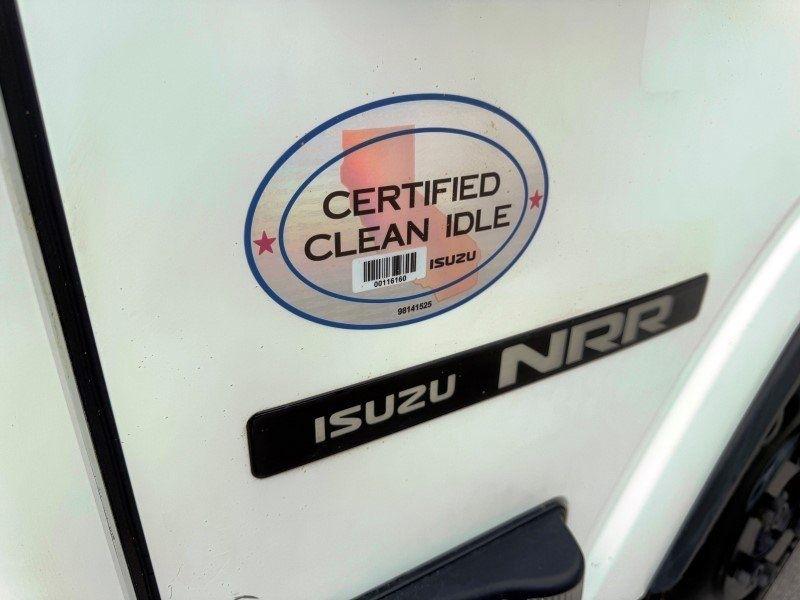 CERTIFIED
CLEAN IDLE
ISUZU
00116160
98141525
ISUZU NRR